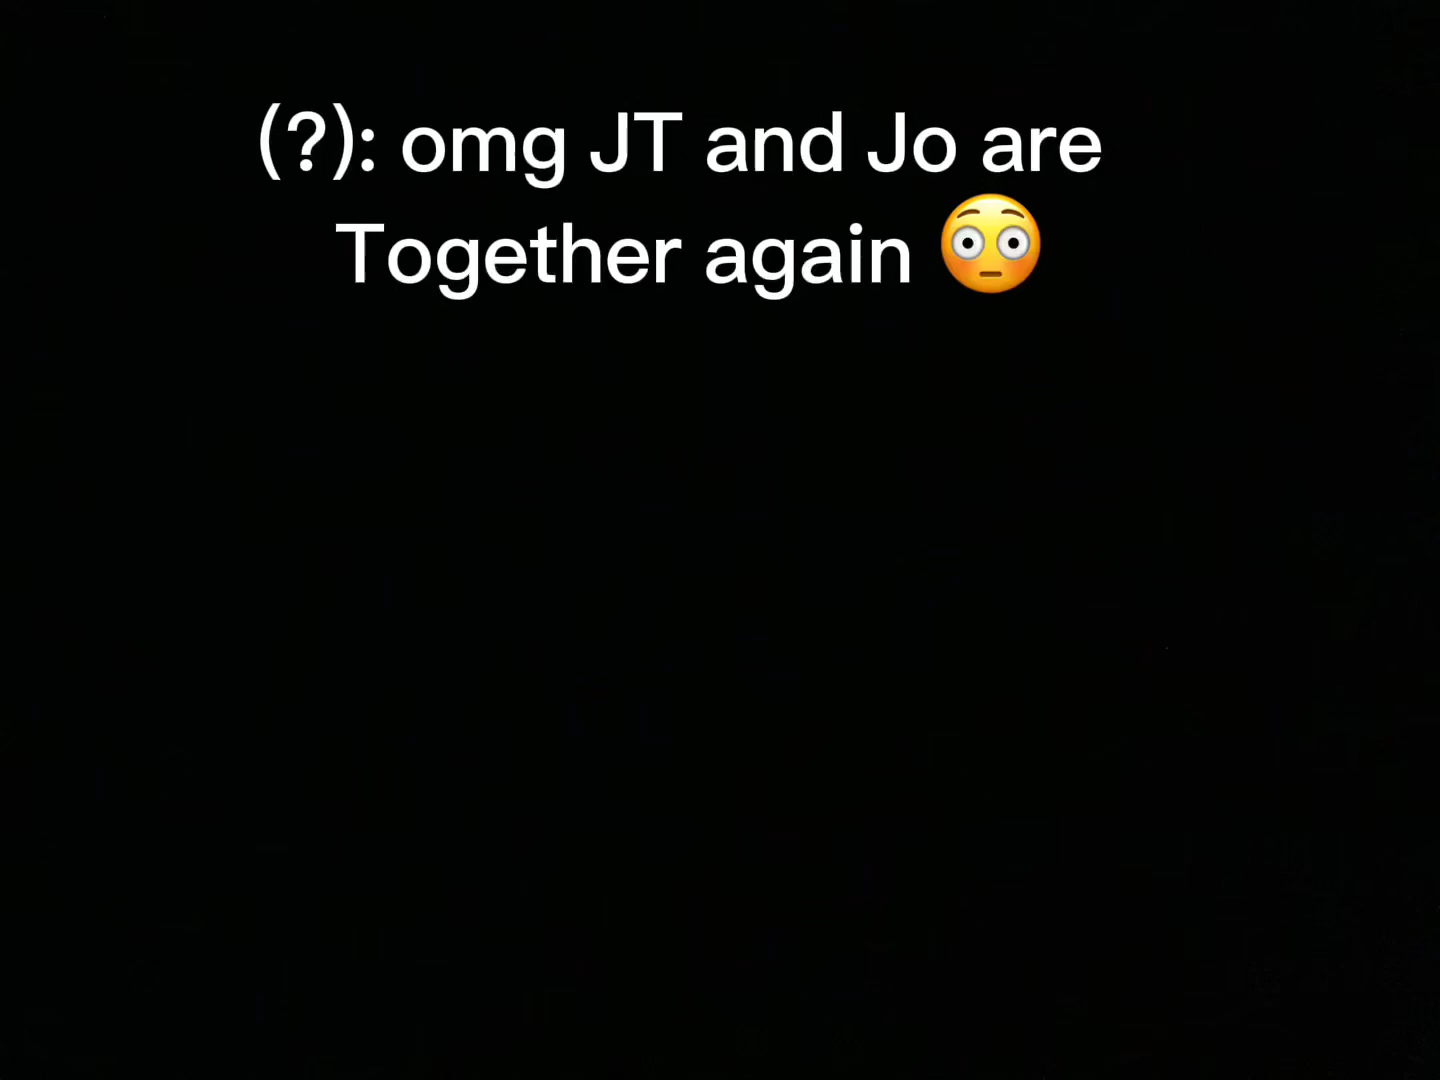 (?): omg JT and Jo are
Together again 😳